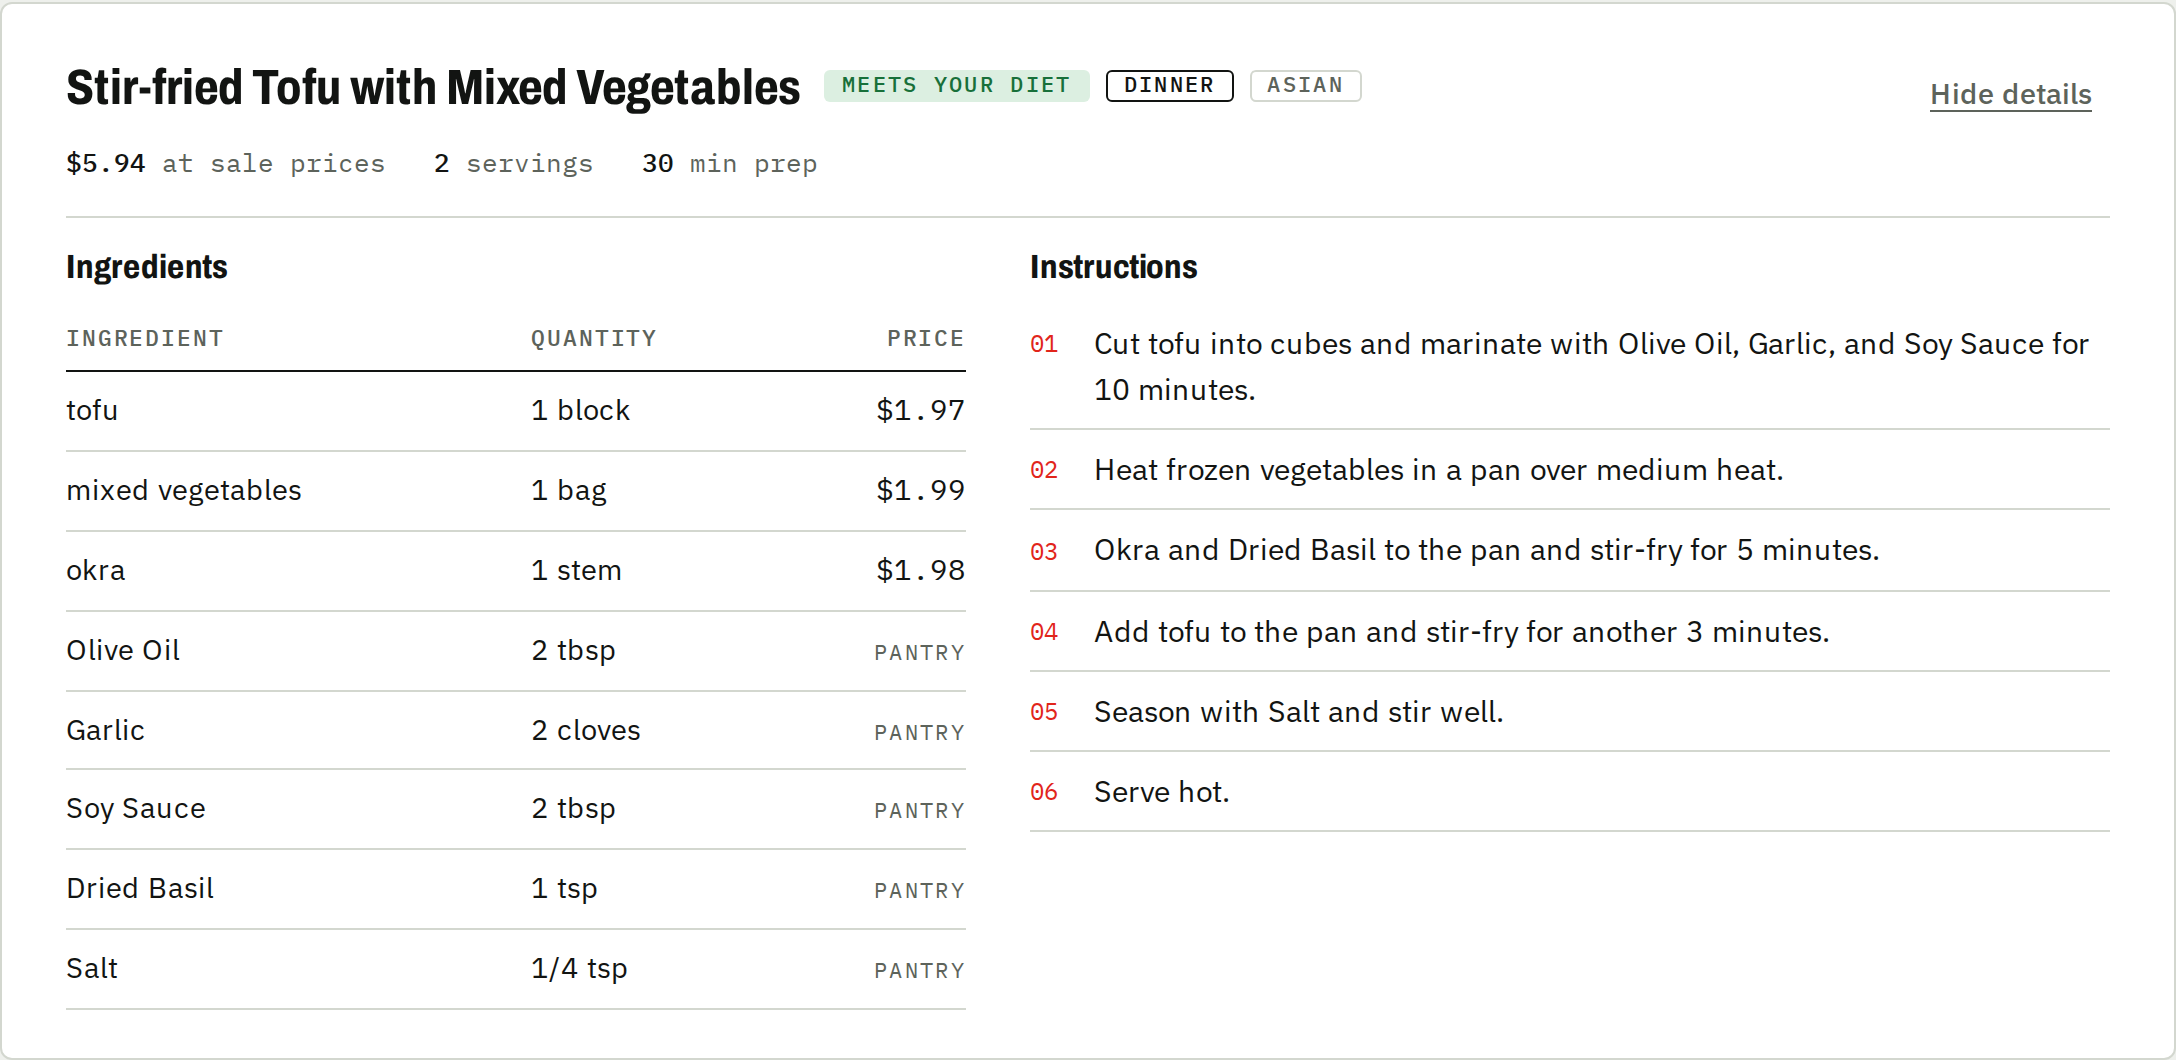 Stir-fried Tofu with Mixed Vegetables MEETS YOUR DIET DINNER ASIAN Hide details
$5.94 at sale prices 2 servings 30 min prep
Ingredients
INGREDIENT QUANTITY PRICE
tofu 1 block $1.97
mixed vegetables 1 bag $1.99
okra 1 stem $1.98
Olive Oil 2 tbsp PANTRY
Garlic 2 cloves PANTRY
Soy Sauce 2 tbsp PANTRY
Dried Basil 1 tsp PANTRY
Salt 1/4 tsp PANTRY
Instructions
01 Cut tofu into cubes and marinate with Olive Oil, Garlic, and Soy Sauce for
10 minutes.
02 Heat frozen vegetables in a pan over medium heat.
03 Okra and Dried Basil to the pan and stir-fry for 5 minutes.
04 Add tofu to the pan and stir-fry for another 3 minutes.
05 Season with Salt and stir well.
06 Serve hot.